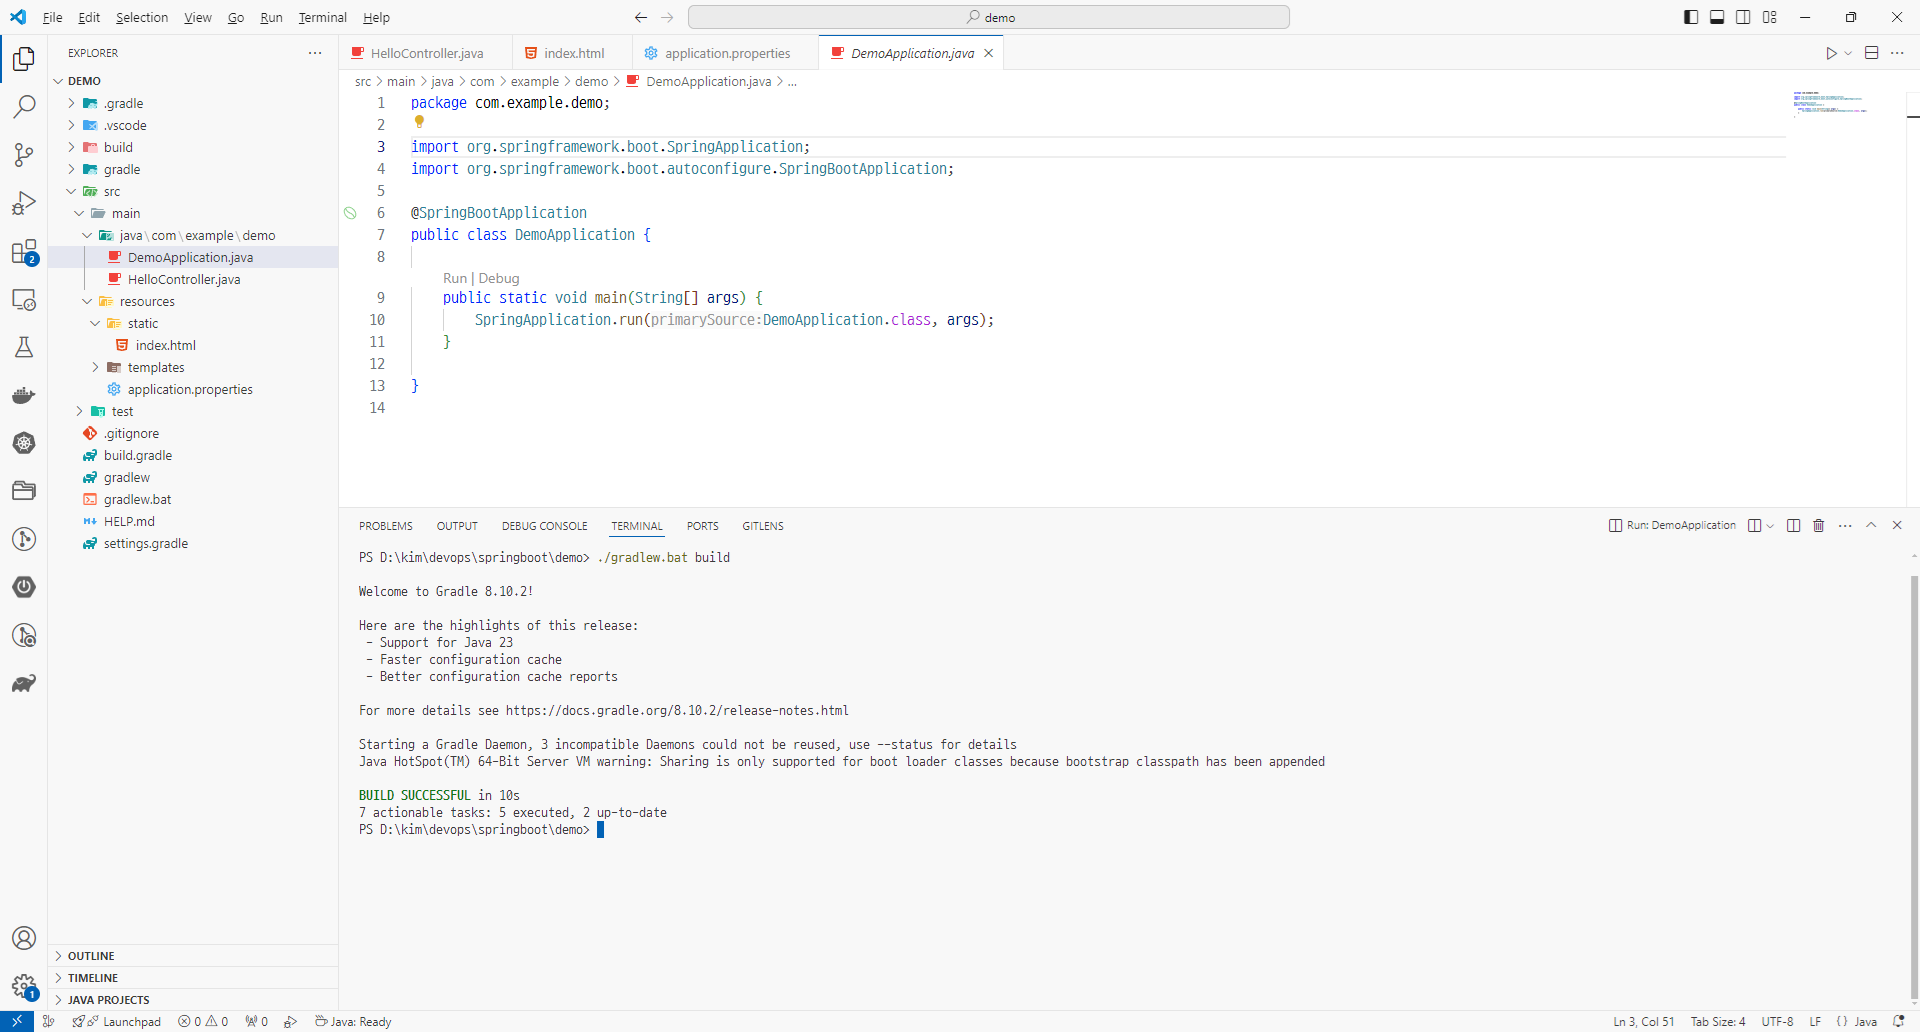 File Edit Selection View Go Run Terminal Help
demo
EXPLORER
DEMO
.gradle
.vscode
build
gradle
src
main
java\com\example\demo
DemoApplication.java
HelloController.java
resources
static
index.html
templates
application.properties
test
.gitignore
build.gradle
gradlew
gradlew.bat
HELP.md
settings.gradle
OUTLINE
TIMELINE
JAVA PROJECTS
2
1
HelloController.java index.html application.properties DemoApplication.java
src > main > java > com > example > demo > DemoApplication.java > ...
1 package com.example.demo;
2
3 import org.springframework.boot.SpringApplication;
4 import org.springframework.boot.autoconfigure.SpringBootApplication;
5
6 @SpringBootApplication
7 public class DemoApplication {
8
Run | Debug
9 public static void main(String[] args) {
10 SpringApplication.run(primarySource:DemoApplication.class, args);
11 }
12
13 }
14
PROBLEMS OUTPUT DEBUG CONSOLE TERMINAL PORTS GITLENS
Run: DemoApplication
PS D:\kim\devops\springboot\demo> ./gradlew.bat build
Welcome to Gradle 8.10.2!
Here are the highlights of this release:
- Support for Java 23
- Faster configuration cache
- Better configuration cache reports
For more details see https://docs.gradle.org/8.10.2/release-notes.html
Starting a Gradle Daemon, 3 incompatible Daemons could not be reused, use --status for details
Java HotSpot(TM) 64-Bit Server VM warning: Sharing is only supported for boot loader classes because bootstrap classpath has been appended
BUILD SUCCESSFUL in 10s
7 actionable tasks: 5 executed, 2 up-to-date
PS D:\kim\devops\springboot\demo>
Launchpad 0 0 0 Java: Ready
Ln 3, Col 51 Tab Size: 4 UTF-8 LF {} Java